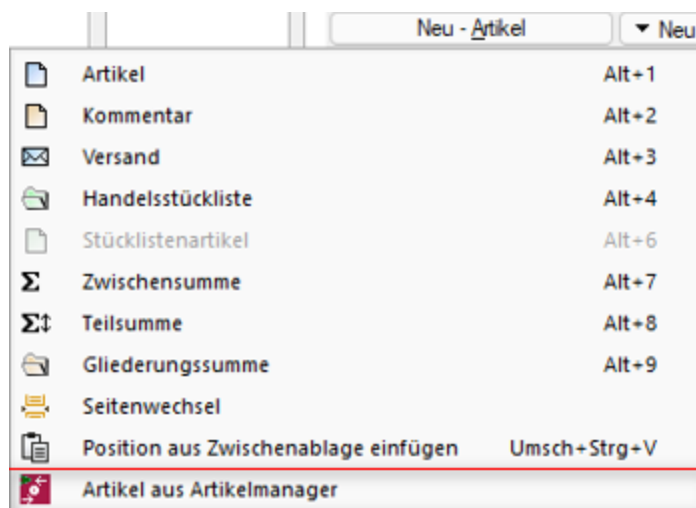 Neu - Artikel ▼ Neu
Artikel Alt+1
Kommentar Alt+2
Versand Alt+3
Handelsstückliste Alt+4
Stücklistenartikel Alt+6
Σ Zwischensumme Alt+7
Σ↕ Teilsumme Alt+8
Gliederungssumme Alt+9
Seitenwechsel
Position aus Zwischenablage einfügen Umsch+Strg+V
Artikel aus Artikelmanager